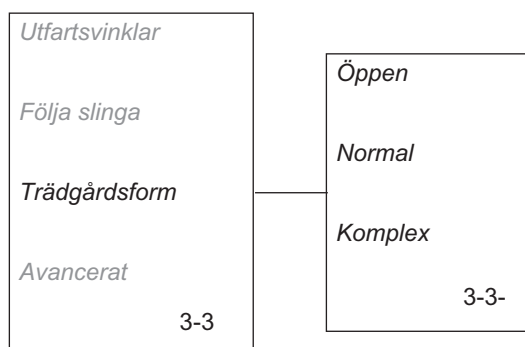 Utfartsvinklar
Följa slinga
Trädgårdsform
Avancerat
3-3
Öppen
Normal
Komplex
3-3-